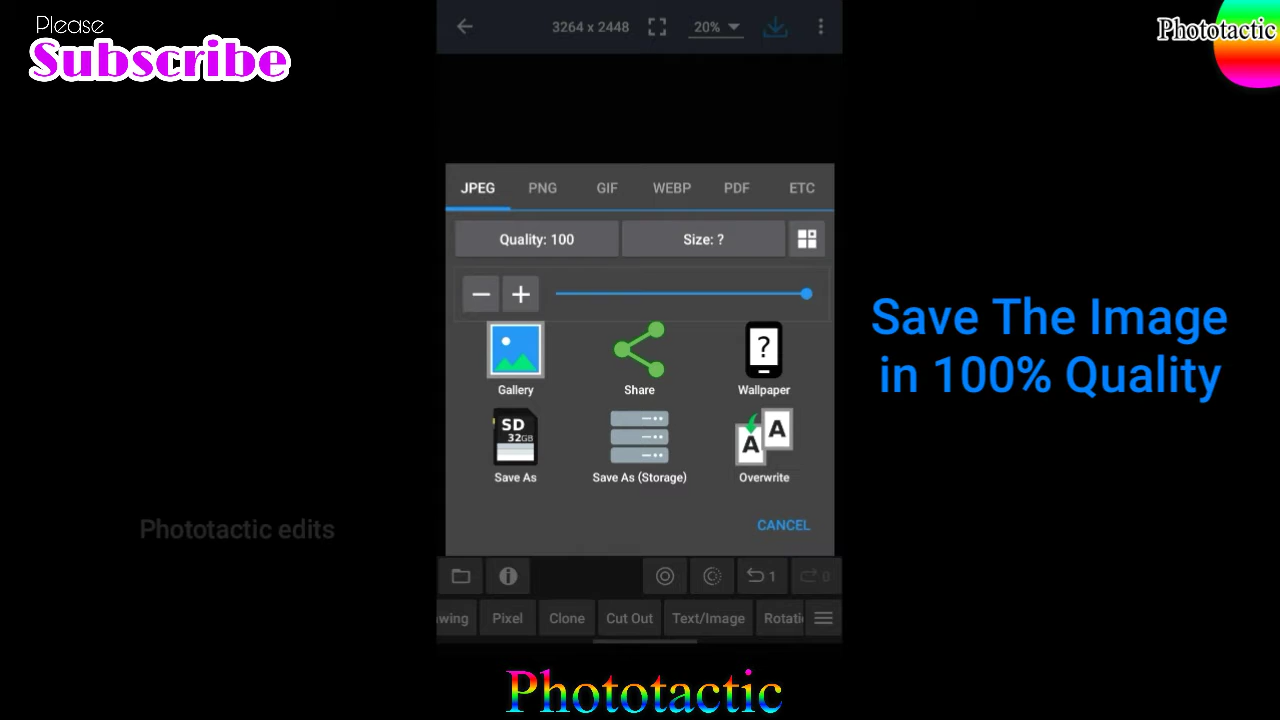 Please
Subscribe
Phototactic
3264 x 2448 20%
JPEG PNG GIF WEBP PDF ETC
Quality: 100 Size: ?
Gallery Share Wallpaper
SD
32GB
?
A A
Save As Save As (Storage) Overwrite
CANCEL
1 0
wing Pixel Clone Cut Out Text/Image Rotati
Save The Image
in 100% Quality
Phototactic edits
Phototactic